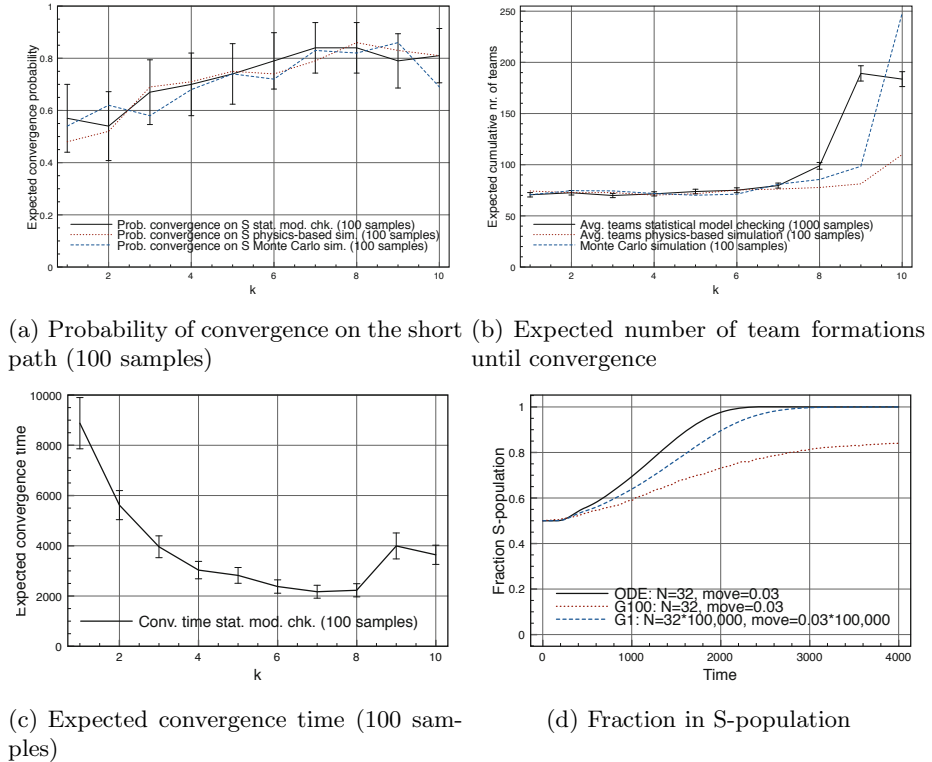 1
0.8
0.6
0.4
0.2
0
Expected convergence probability
Prob. convergence on S stat. mod. chk. (100 samples)
Prob. convergence on S physics-based sim. (100 samples)
Prob. convergence on S Monte Carlo sim. (100 samples)
2 4 6 8 10
k
250
200
150
100
50
0
Expected cumulative nr. of teams
Avg. teams statistical model checking (1000 samples)
Avg. teams physics-based simulation (100 samples)
Monte Carlo simulation (100 samples)
2 4 6 8 10
k
(a) Probability of convergence on the short
path (100 samples)
(b) Expected number of team formations
until convergence
10000
8000
6000
4000
2000
0
Expected convergence time
Conv. time stat. mod. chk. (100 samples)
2 4 6 8 10
k
1
0.8
0.6
0.4
0.2
0
Fraction S-population
ODE: N=32, move=0.03
G100: N=32, move=0.03
G1: N=32*100,000, move=0.03*100,000
0 1000 2000 3000 4000
Time
(c) Expected convergence time (100 sam-
ples)
(d) Fraction in S-population